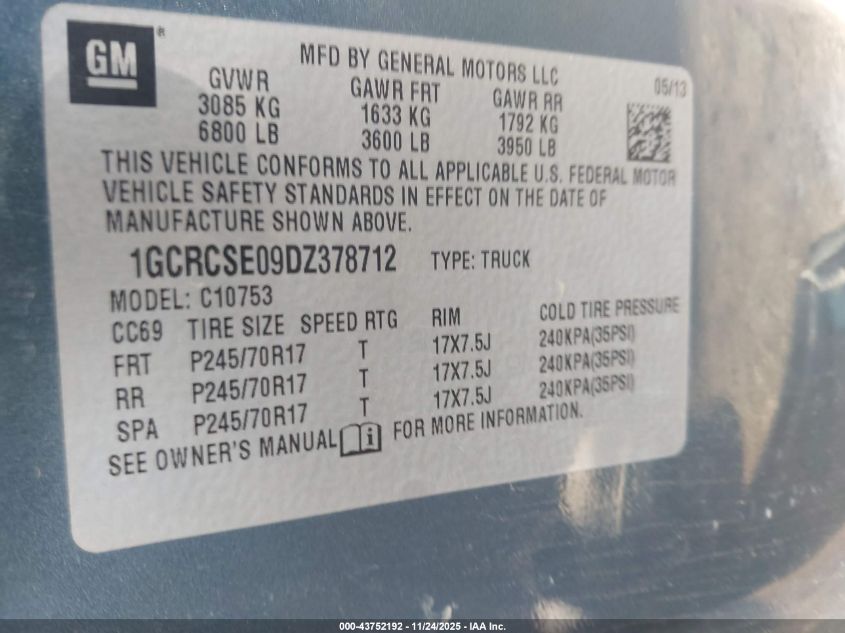 GM®
MFD BY GENERAL MOTORS LLC
GVWR GAWR FRT GAWR RR 05/13
3085 KG 1633 KG 1792 KG
6800 LB 3600 LB 3950 LB
THIS VEHICLE CONFORMS TO ALL APPLICABLE U.S. FEDERAL MOTOR
VEHICLE SAFETY STANDARDS IN EFFECT ON THE DATE OF
MANUFACTURE SHOWN ABOVE.
1GCRCSE09DZ378712 TYPE: TRUCK
MODEL: C10753
CC69 TIRE SIZE SPEED RTG RIM COLD TIRE PRESSURE
FRT P245/70R17 T 17X7.5J 240KPA(35PSI)
RR P245/70R17 T 17X7.5J 240KPA(35PSI)
SPA P245/70R17 T 17X7.5J 240KPA(35PSI)
SEE OWNER'S MANUAL i FOR MORE INFORMATION.
000-43752192 - 11/24/2025 - IAA Inc.